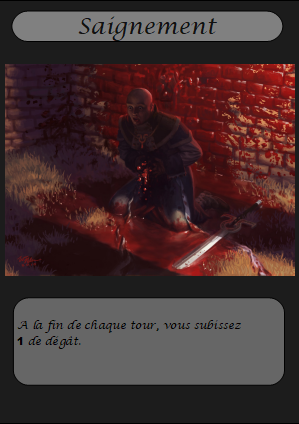 Saignement
A la fin de chaque tour, vous subissez
1 de dégât.